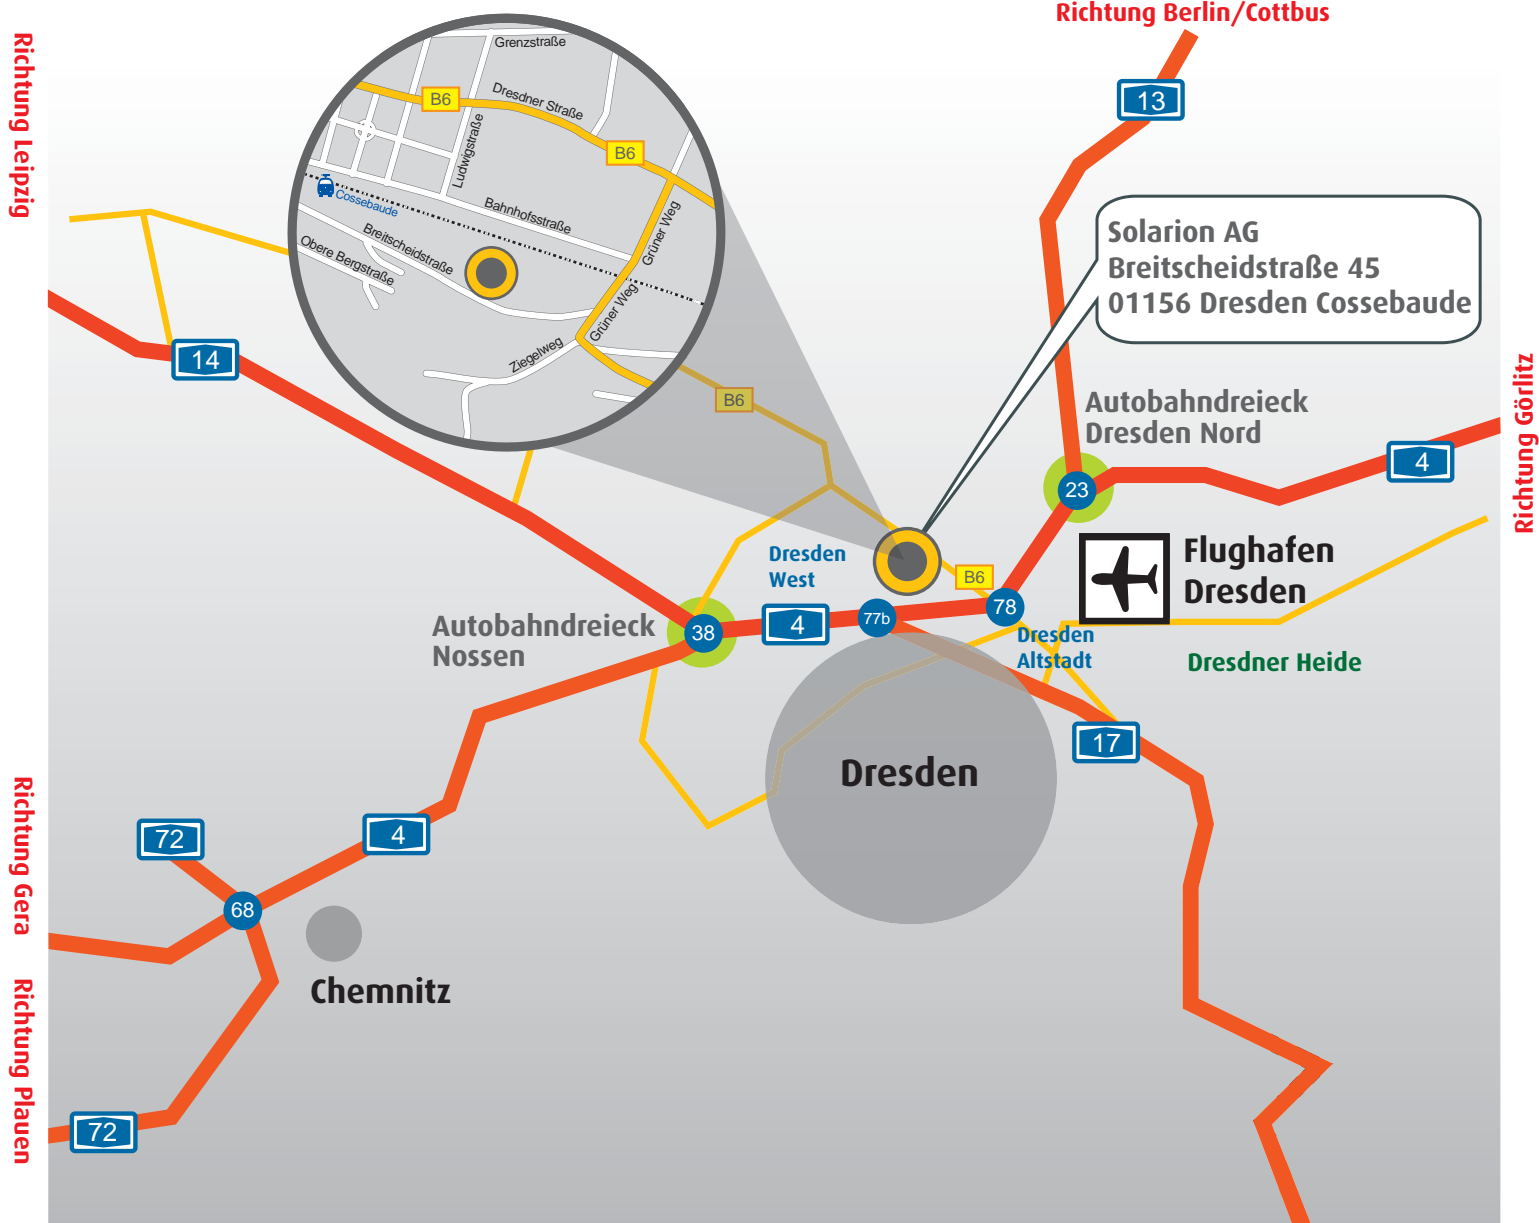 Richtung Berlin/Cottbus
Richtung Leipzig
Grenzstraße
B6
Dresdner Straße
B6
Ludwigstraße
Cossebaude
Bahnhofsstraße
Breitscheidstraße
Obere Bergstraße
Grüner Weg
Grüner Weg
Ziegelweg
13
Solarion AG
Breitscheidstraße 45
01156 Dresden Cossebaude
14
B6
Autobahndreieck
Dresden Nord
23
4
Richtung Görlitz
Flughafen
Dresden
Dresden
West
B6
Autobahndreieck
Nossen
38
4
77b
78
Dresden
Altstadt
Dresdner Heide
17
Dresden
Richtung Gera
72
4
68
Chemnitz
Richtung Plauen
72